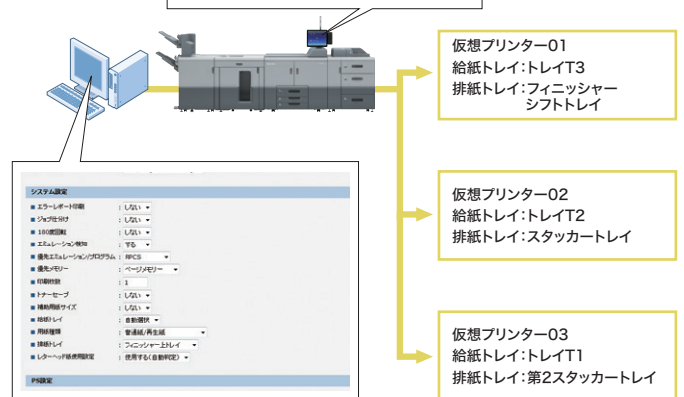 仮想プリンター01
給紙トレイ：トレイT3
排紙トレイ：フィニッシャー
シフトトレイ
仮想プリンター02
給紙トレイ：トレイT2
排紙トレイ：スタッカートレイ
仮想プリンター03
給紙トレイ：トレイT1
排紙トレイ：第2スタッカートレイ
システム設定
エラーレポート印刷 : しない
ジョブ仕分け : しない
180度回転 : しない
エミュレーション検知 : する
優先エミュレーション/プログラム : RPCS
優先メモリー : ページメモリー
印刷枚数 : 1
トナーセーブ : しない
補助用紙サイズ : しない
給紙トレイ : 自動選択
用紙種類 : 普通紙/再生紙
排紙トレイ : フィニッシャー上トレイ
レターヘッド紙使用設定 : 使用する(自動判定)
PS設定